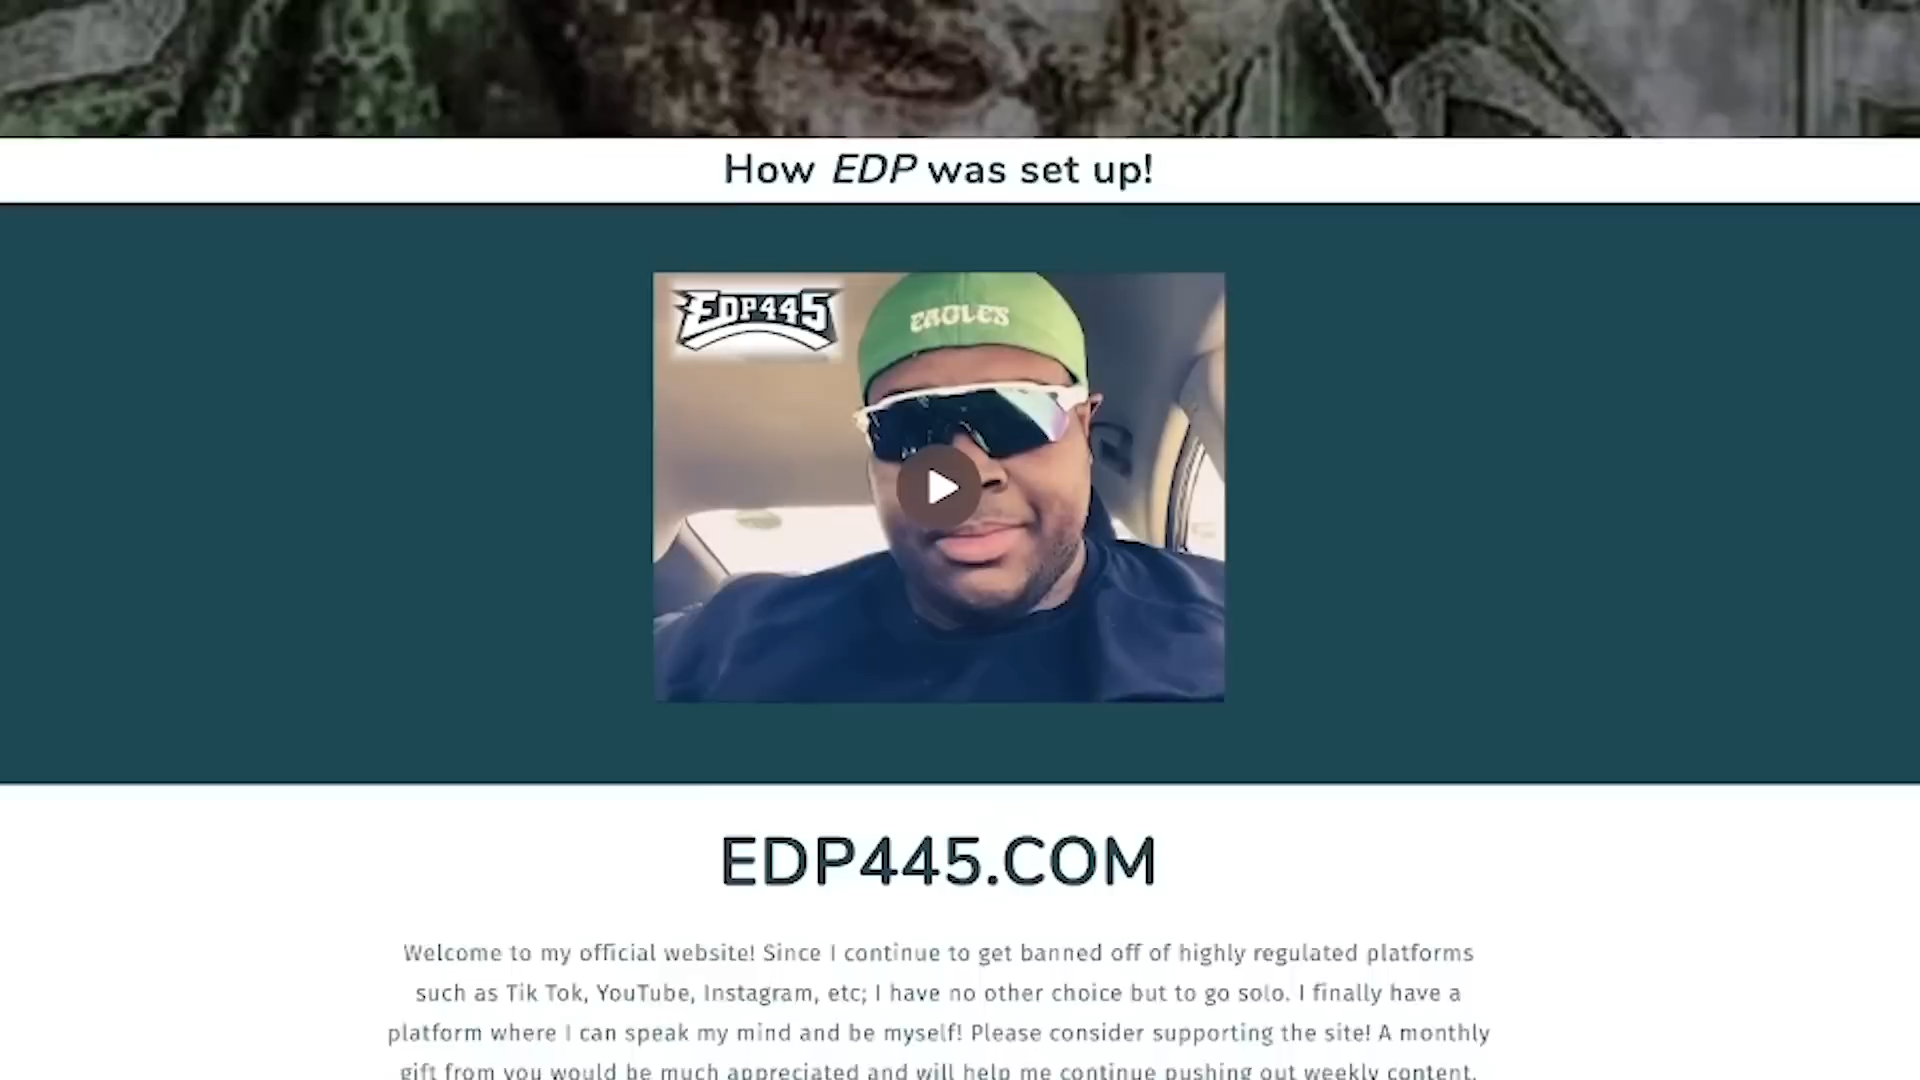 How EDP was set up!
EDP445
EAGLES
EDP445.COM
Welcome to my official website! Since I continue to get banned off of highly regulated platforms
such as Tik Tok, YouTube, Instagram, etc; I have no other choice but to go solo. I finally have a
platform where I can speak my mind and be myself! Please consider supporting the site! A monthly
gift from you would be much appreciated and will help me continue pushing out weekly content.